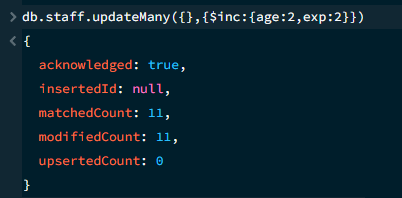 > db.staff.updateMany({},{$inc:{age:2,exp:2}})
< {
acknowledged: true,
insertedId: null,
matchedCount: 11,
modifiedCount: 11,
upsertedCount: 0
}